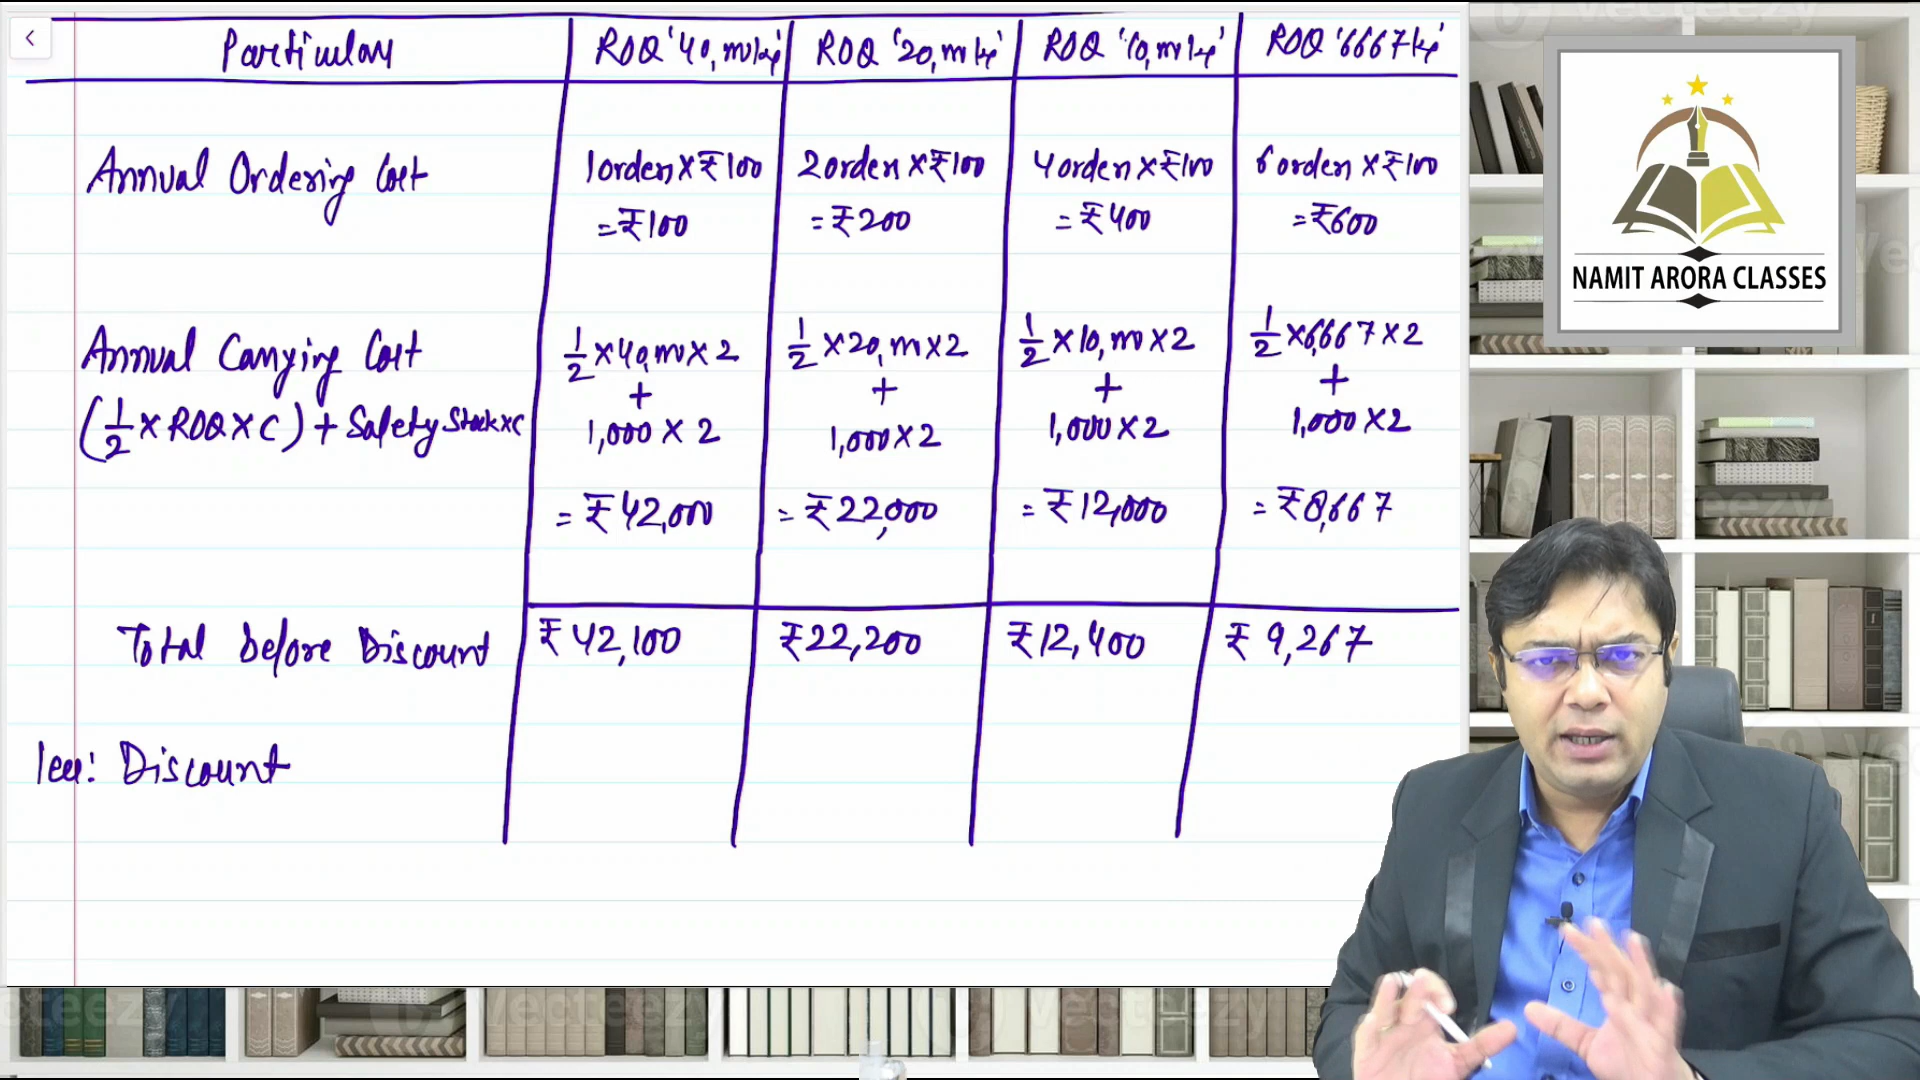 Particulars ROQ '40,000 kg' ROQ '20,000 kg' ROQ '10,000 kg' ROQ '6667 kg'
Annual Ordering Cost 1 order × ₹100 2 order × ₹100 4 order × ₹100 6 order × ₹100
= ₹100 = ₹200 = ₹400 = ₹600
Annual Carrying Cost ½ × 40,000 × 2 ½ × 20,000 × 2 ½ × 10,000 × 2 ½ × 6,667 × 2
+ + + +
(½ × ROQ × C) + Safety Stock × C 1,000 × 2 1,000 × 2 1,000 × 2 1,000 × 2
= ₹42,000 = ₹22,000 = ₹12,000 = ₹8,667
Total before Discount ₹42,100 ₹22,200 ₹12,400 ₹9,267
less: Discount
NAMIT ARORA CLASSES
vecteezy